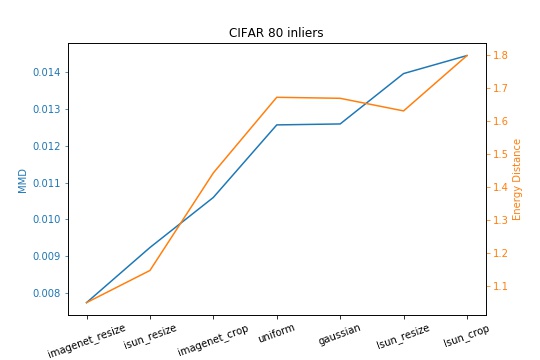 CIFAR 80 inliers
MMD
0.014
0.013
0.012
0.011
0.010
0.009
0.008
1.8
1.7
1.6
1.5
1.4
1.3
1.2
1.1
Energy Distance
imagenet_resize
isun_resize
imagenet_crop
uniform
gaussian
lsun_resize
lsun_crop